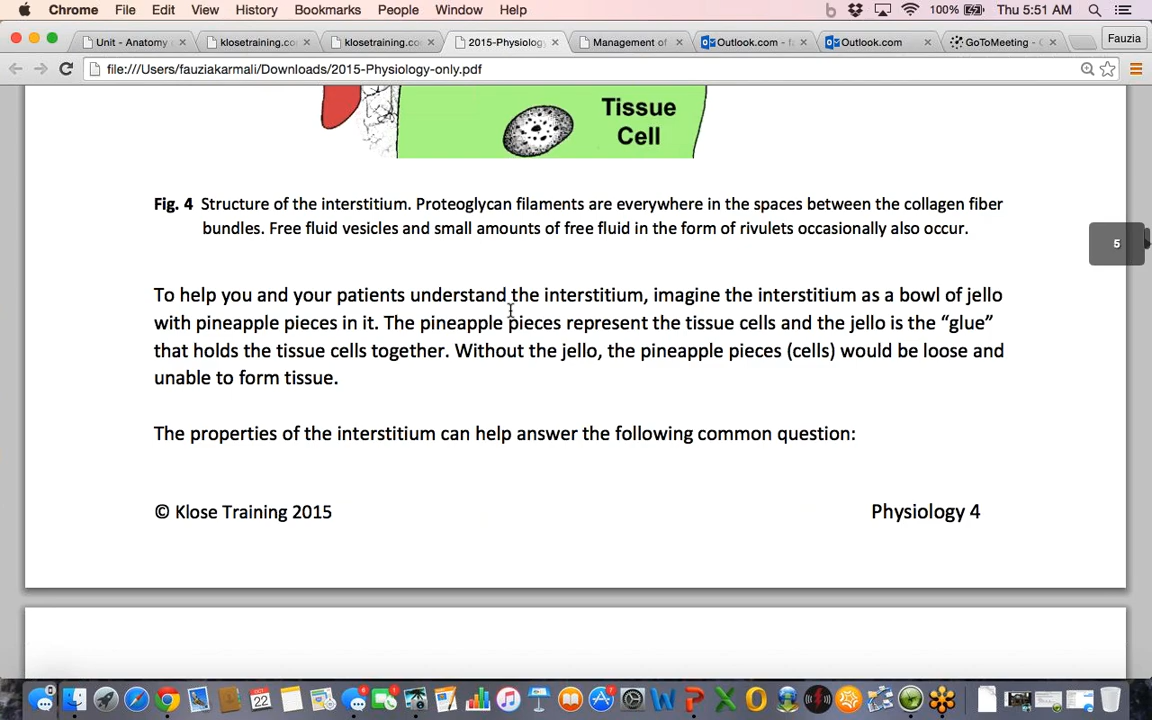 Chrome File Edit View History Bookmarks People Window Help 100% Thu 5:51 AM
Unit - Anatomy klosetraining.co klosetraining.co 2015-Physiolog Management of Outlook.com - Outlook.com GoToMeeting - Fauzia
file:///Users/fauziakarmali/Downloads/2015-Physiology-only.pdf
Tissue
Cell
Fig. 4 Structure of the interstitium. Proteoglycan filaments are everywhere in the spaces between the collagen fiber
bundles. Free fluid vesicles and small amounts of free fluid in the form of rivulets occasionally also occur.
5
To help you and your patients understand the interstitium, imagine the interstitium as a bowl of jello
with pineapple pieces in it. The pineapple pieces represent the tissue cells and the jello is the “glue”
that holds the tissue cells together. Without the jello, the pineapple pieces (cells) would be loose and
unable to form tissue.
The properties of the interstitium can help answer the following common question:
© Klose Training 2015 Physiology 4